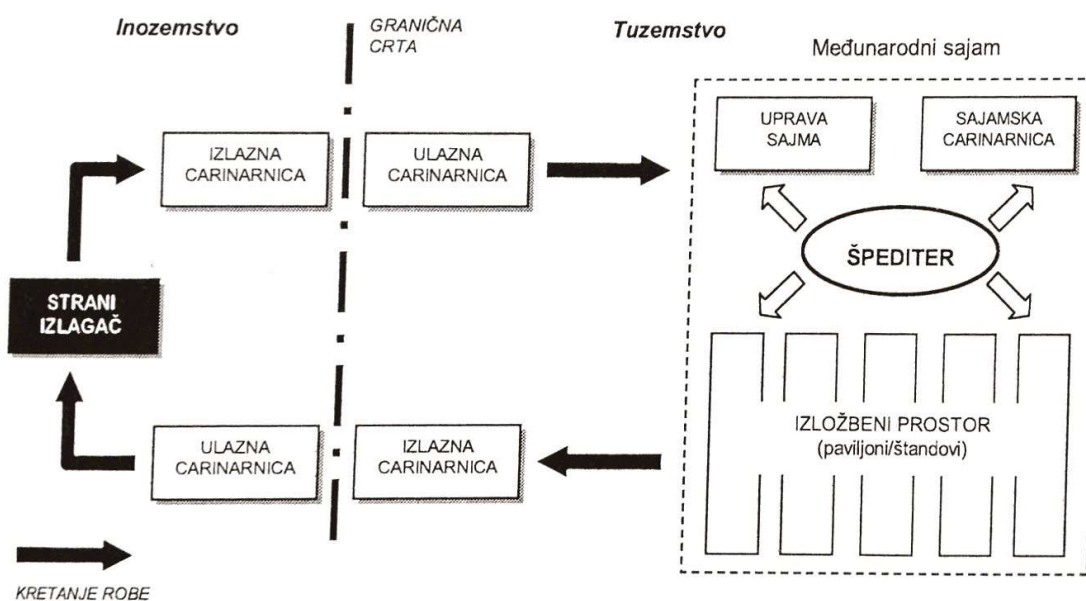 Inozemstvo
GRANIČNA
CRTA
Tuzemstvo
Međunarodni sajam
IZLAZNA
CARINARNICA
ULAZNA
CARINARNICA
UPRAVA
SAJMA
SAJAMSKA
CARINARNICA
ŠPEDITER
STRANI
IZLAGAČ
ULAZNA
CARINARNICA
IZLAZNA
CARINARNICA
IZLOŽBENI PROSTOR
(paviljoni/štandovi)
KRETANJE ROBE